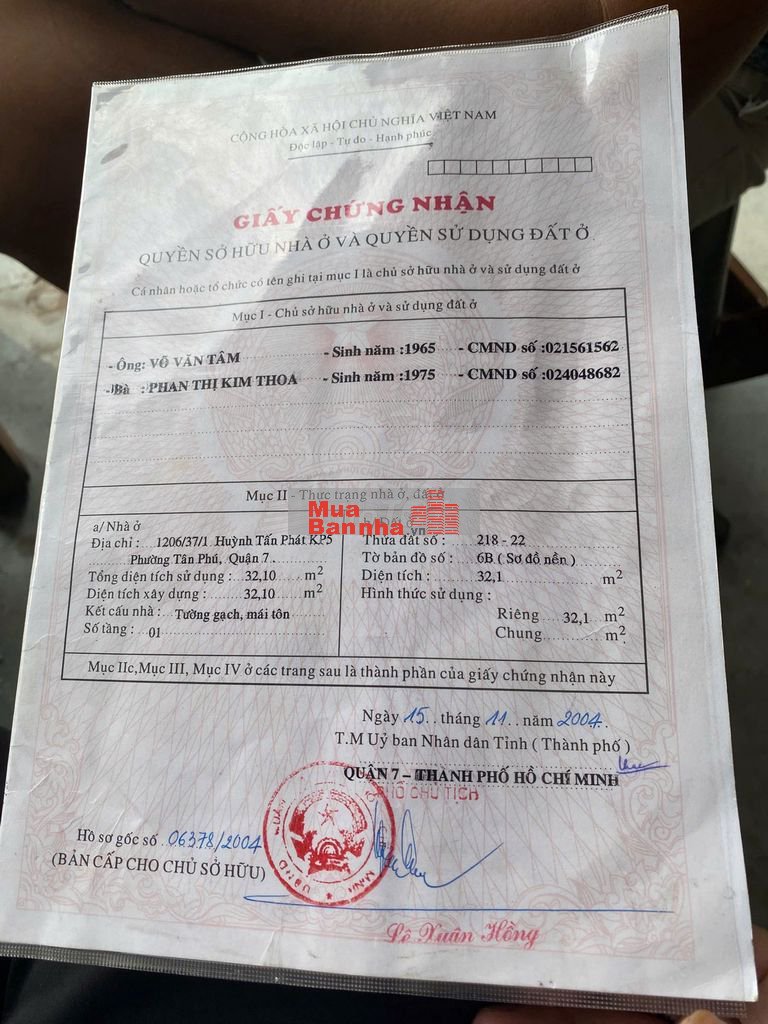 CỘNG HÒA XÃ HỘI CHỦ NGHĨA VIỆT NAM
Độc lập - Tự do - Hạnh phúc
GIẤY CHỨNG NHẬN
QUYỀN SỞ HỮU NHÀ Ở VÀ QUYỀN SỬ DỤNG ĐẤT Ở
Cá nhân hoặc tổ chức có tên ghi tại mục I là chủ sở hữu nhà ở và sử dụng đất ở
Mục I - Chủ sở hữu nhà ở và sử dụng đất ở
- Ông: VÕ VĂN TÂM - Sinh năm :1965 - CMND số :021561562
- Bà : PHAN THỊ KIM THOA - Sinh năm :1975 - CMND số :024048682
Mục II - Thực trạng nhà ở, đất ở
Mua
Bannha.vn
a/ Nhà ở
Địa chỉ : 1206/37/1 Huỳnh Tấn Phát KP5
Phường Tân Phú, Quận 7
Tổng diện tích sử dụng : 32,10 m2
Diện tích xây dựng : 32,10 m2
Kết cấu nhà : Tường gạch, mái tôn
Số tầng : 01
Thửa đất số : 218 - 22
Tờ bản đồ số : 6B ( Sơ đồ nền )
Diện tích : 32,1 m2
Hình thức sử dụng :
Riêng 32,1 m2
Chung m2
Mục IIc,Mục III, Mục IV ở các trang sau là thành phần của giấy chứng nhận này
Ngày 15 tháng 11 năm 2004
T.M Uỷ ban Nhân dân Tỉnh ( Thành phố )
QUẬN 7 - THÀNH PHỐ HỒ CHÍ MINH
PHÓ CHỦ TỊCH
Hồ sơ gốc số 06378/2004
(BẢN CẤP CHO CHỦ SỞ HỮU)
Lê Xuân Hồng